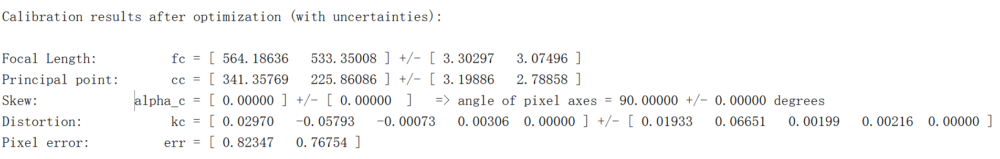 Calibration results after optimization (with uncertainties):
Focal Length: fc = [ 564.18636 533.35008 ] +/- [ 3.30297 3.07496 ]
Principal point: cc = [ 341.35769 225.86086 ] +/- [ 3.19886 2.78858 ]
Skew: alpha_c = [ 0.00000 ] +/- [ 0.00000 ] => angle of pixel axes = 90.00000 +/- 0.00000 degrees
Distortion: kc = [ 0.02970 -0.05793 -0.00073 0.00306 0.00000 ] +/- [ 0.01933 0.06651 0.00199 0.00216 0.00000 ]
Pixel error: err = [ 0.82347 0.76754 ]